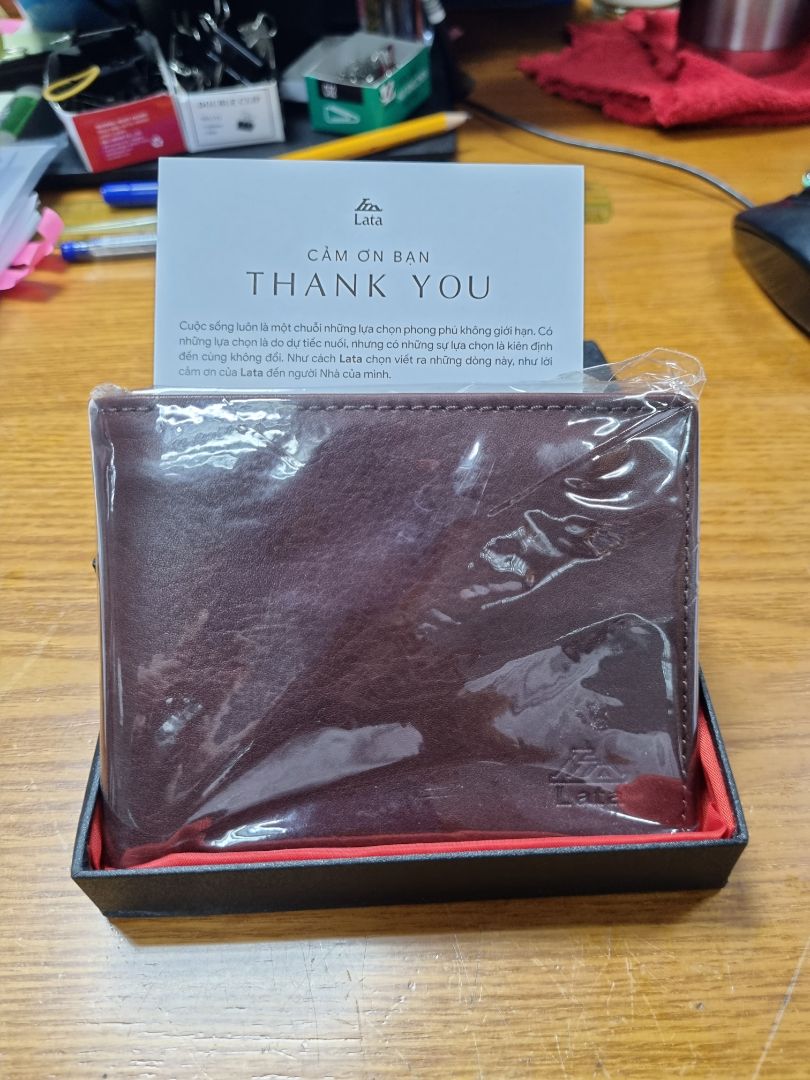 Lata
CẢM ƠN BẠN
THANK YOU
Cuộc sống luôn là một chuỗi những lựa chọn phong phú không giới hạn. Có
những lựa chọn là do dự tiếc nuối, nhưng có những sự lựa chọn là kiên định
đến cùng không đổi. Như cách Lata chọn viết ra những dòng này, như lời
cảm ơn của Lata đến người Nhà của mình.
Lata